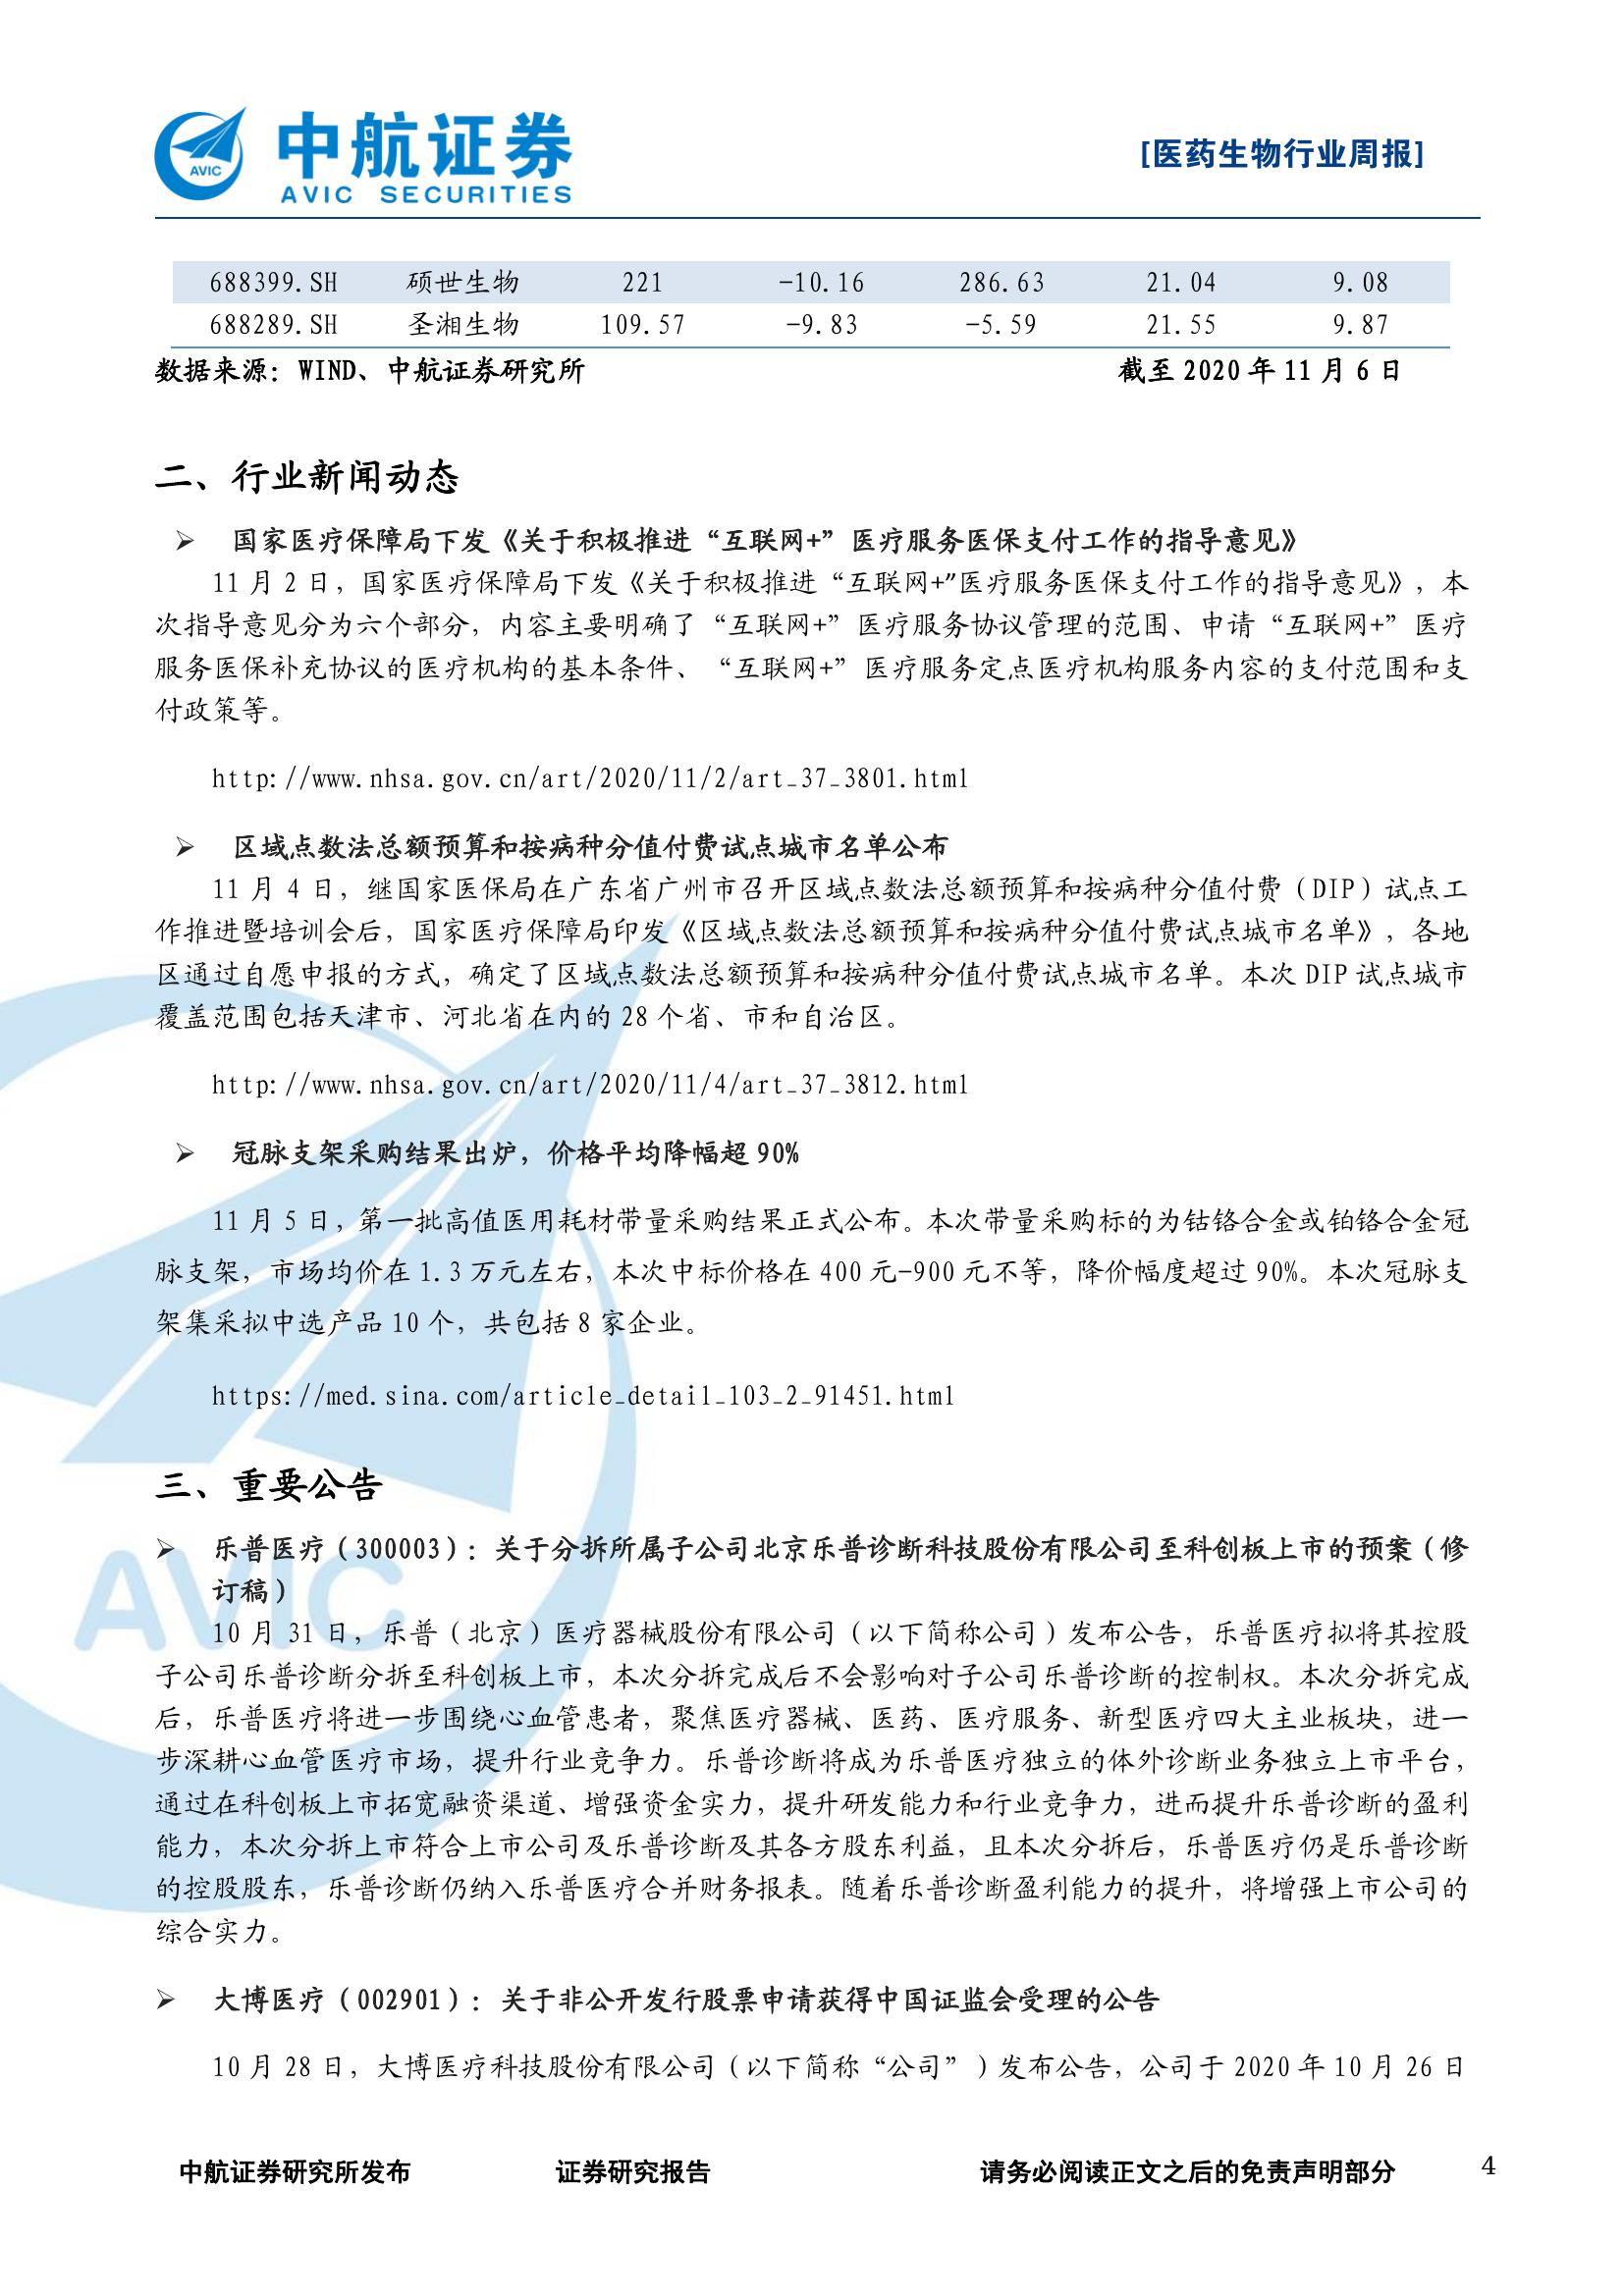 中航证券
AVIC
AVIC SECURITIES
[医药生物行业周报]
688399.SH 硕世生物 221 -10.16 286.63 21.04 9.08
688289.SH 圣湘生物 109.57 -9.83 -5.59 21.55 9.87
数据来源：WIND、中航证券研究所 截至 2020 年 11 月 6 日
二、行业新闻动态
➢ 国家医疗保障局下发《关于积极推进“互联网+”医疗服务医保支付工作的指导意见》
11 月 2 日，国家医疗保障局下发《关于积极推进“互联网+”医疗服务医保支付工作的指导意见》，本
次指导意见分为六个部分，内容主要明确了“互联网+”医疗服务协议管理的范围、申请“互联网+”医疗
服务医保补充协议的医疗机构的基本条件、“互联网+”医疗服务定点医疗机构服务内容的支付范围和支
付政策等。
http://www.nhsa.gov.cn/art/2020/11/2/art_37_3801.html
➢ 区域点数法总额预算和按病种分值付费试点城市名单公布
11 月 4 日，继国家医保局在广东省广州市召开区域点数法总额预算和按病种分值付费（DIP）试点工
作推进暨培训会后，国家医疗保障局印发《区域点数法总额预算和按病种分值付费试点城市名单》，各地
区通过自愿申报的方式，确定了区域点数法总额预算和按病种分值付费试点城市名单。本次 DIP 试点城市
覆盖范围包括天津市、河北省在内的 28 个省、市和自治区。
http://www.nhsa.gov.cn/art/2020/11/4/art_37_3812.html
➢ 冠脉支架采购结果出炉，价格平均降幅超 90%
11 月 5 日，第一批高值医用耗材带量采购结果正式公布。本次带量采购标的为钴铬合金或铂铬合金冠
脉支架，市场均价在 1.3 万元左右，本次中标价格在 400 元-900 元不等，降价幅度超过 90%。本次冠脉支
架集采拟中选产品 10 个，共包括 8 家企业。
https://med.sina.com/article_detail_103_2_91451.html
三、重要公告
➢ 乐普医疗（300003）：关于分拆所属子公司北京乐普诊断科技股份有限公司至科创板上市的预案（修
订稿）
10 月 31 日，乐普（北京）医疗器械股份有限公司（以下简称公司）发布公告，乐普医疗拟将其控股
子公司乐普诊断分拆至科创板上市，本次分拆完成后不会影响对子公司乐普诊断的控制权。本次分拆完成
后，乐普医疗将进一步围绕心血管患者，聚焦医疗器械、医药、医疗服务、新型医疗四大主业板块，进一
步深耕心血管医疗市场，提升行业竞争力。乐普诊断将成为乐普医疗独立的体外诊断业务独立上市平台，
通过在科创板上市拓宽融资渠道、增强资金实力，提升研发能力和行业竞争力，进而提升乐普诊断的盈利
能力，本次分拆上市符合上市公司及乐普诊断及其各方股东利益，且本次分拆后，乐普医疗仍是乐普诊断
的控股股东，乐普诊断仍纳入乐普医疗合并财务报表。随着乐普诊断盈利能力的提升，将增强上市公司的
综合实力。
➢ 大博医疗（002901）：关于非公开发行股票申请获得中国证监会受理的公告
10 月 28 日，大博医疗科技股份有限公司（以下简称“公司”）发布公告，公司于 2020 年 10 月 26 日
AVIC
中航证券研究所发布 证券研究报告 请务必阅读正文之后的免责声明部分 4